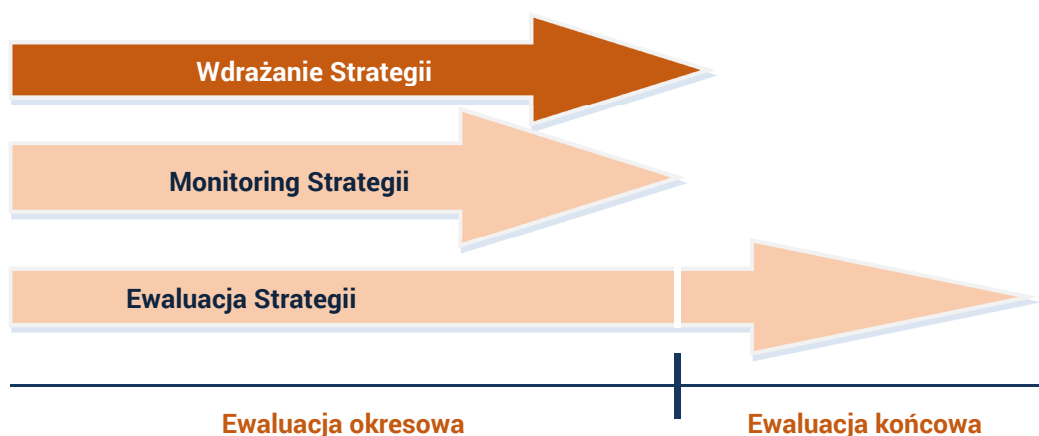 Wdrażanie Strategii
Monitoring Strategii
Ewaluacja Strategii
Ewaluacja okresowa
Ewaluacja końcowa